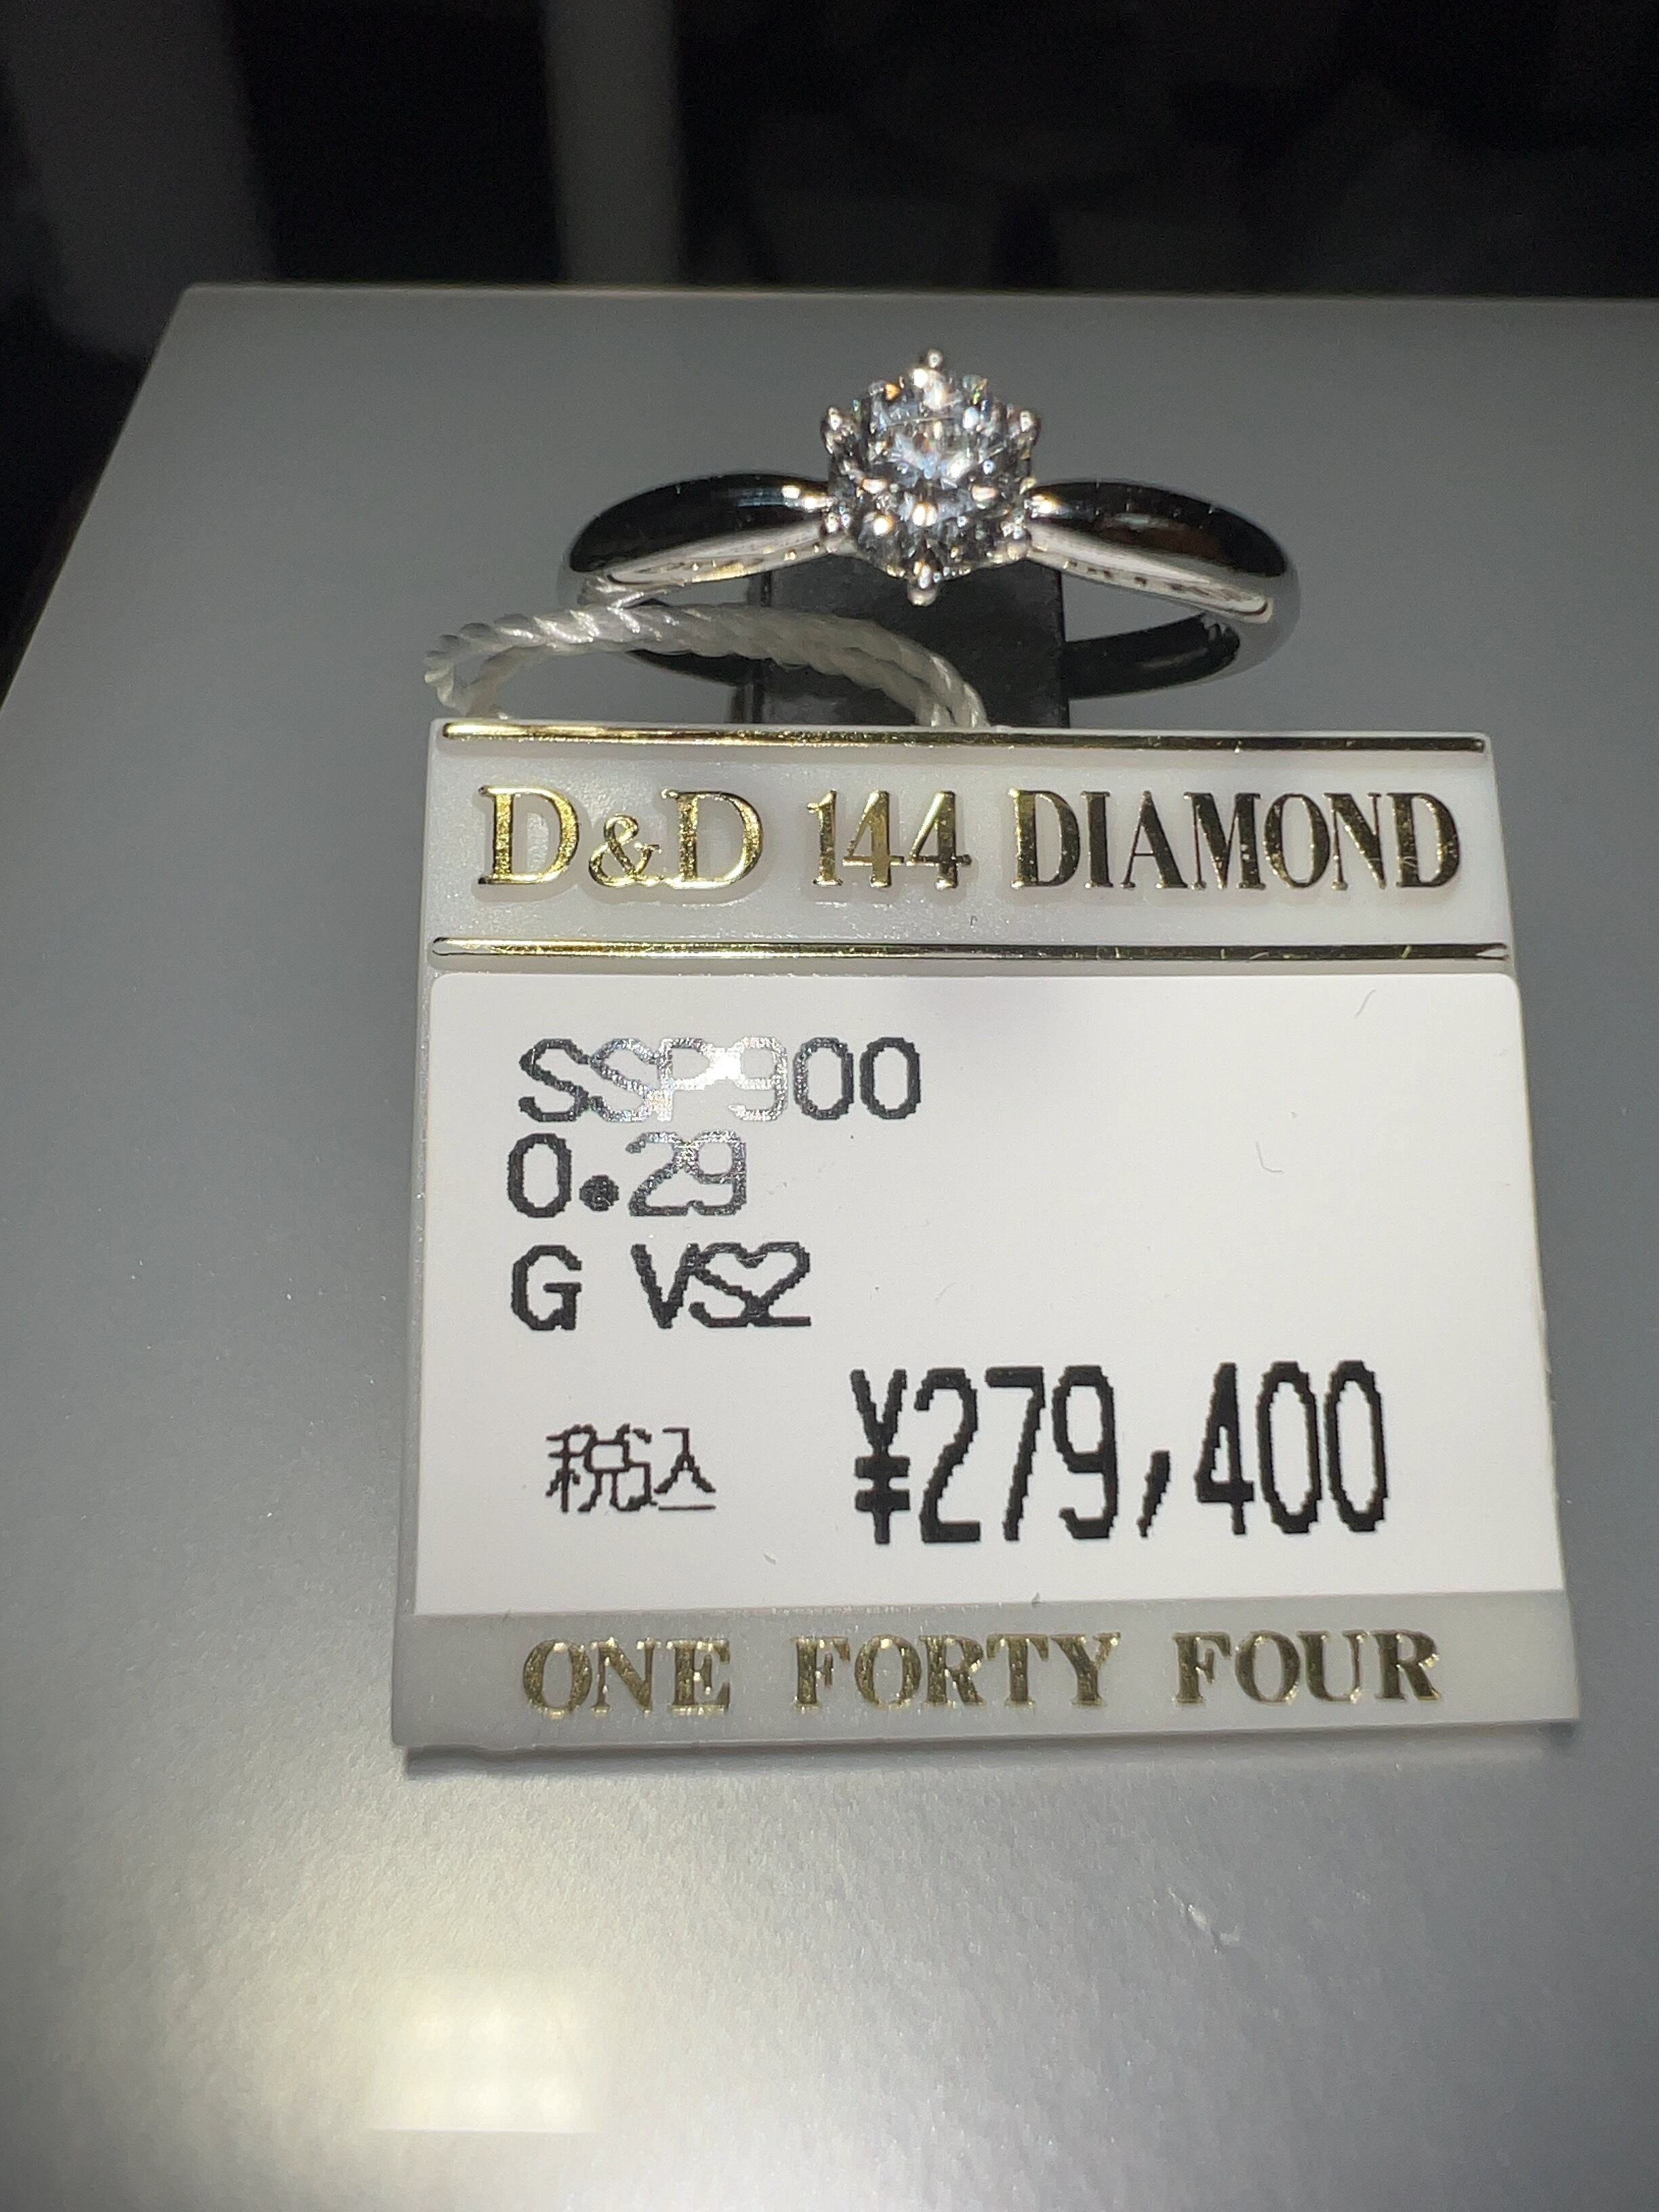 D&D 144 DIAMOND
SSP900
0.29
G VS2
税込 ¥279,400
ONE FORTY FOUR